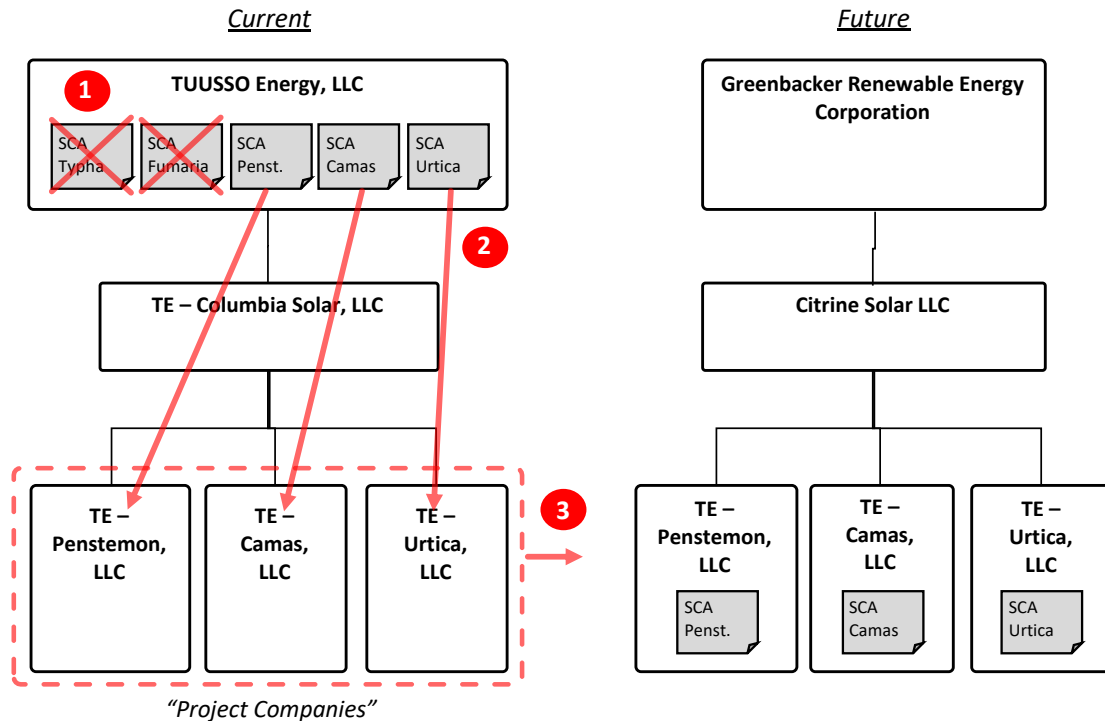 Current
Future
1
TUUSSO Energy, LLC
SCA
Typha
SCA
Fumaria
SCA
Penst.
SCA
Camas
SCA
Urtica
Greenbacker Renewable Energy
Corporation
2
TE – Columbia Solar, LLC
Citrine Solar LLC
TE –
Penstemon,
LLC
TE –
Camas,
LLC
TE –
Urtica,
LLC
3
TE –
Penstemon,
LLC
SCA
Penst.
TE –
Camas,
LLC
SCA
Camas
TE –
Urtica,
LLC
SCA
Urtica
“Project Companies”